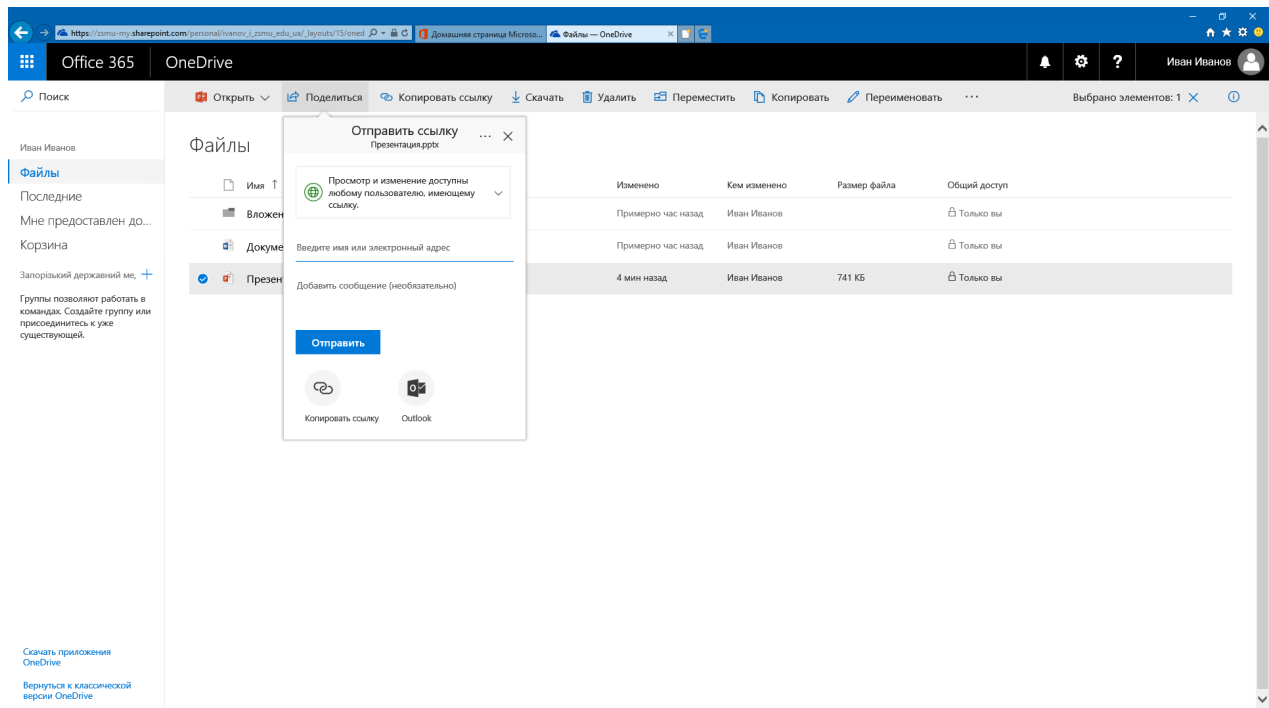 https://zsmu-my.sharepoint.com/personal/ivanov_i_zsmu_edu_ua/_layouts/15/oned
Домашняя страница Microso...
Файлы — OneDrive
Office 365
OneDrive
?
Иван Иванов
Поиск
Открыть
Поделиться
Копировать ссылку
Скачать
Удалить
Переместить
Копировать
Переименовать
...
Выбрано элементов: 1
Иван Иванов
Файлы
Последние
Мне предоставлен до...
Корзина
Запорізький державний ме,
Группы позволяют работать в
командах. Создайте группу или
присоединитесь к уже
существующей.
Скачать приложения
OneDrive
Вернуться к классической
версии OneDrive
Файлы
Имя ↑
Изменено
Кем изменено
Размер файла
Общий доступ
Вложен
Примерно час назад
Иван Иванов
Только вы
Докуме
Примерно час назад
Иван Иванов
Только вы
Презен
4 мин назад
Иван Иванов
741 КБ
Только вы
Отправить ссылку
...
Презентация.pptx
Просмотр и изменение доступны
любому пользователю, имеющему
ссылку.
Введите имя или электронный адрес
Добавить сообщение (необязательно)
Отправить
Копировать ссылку
Outlook